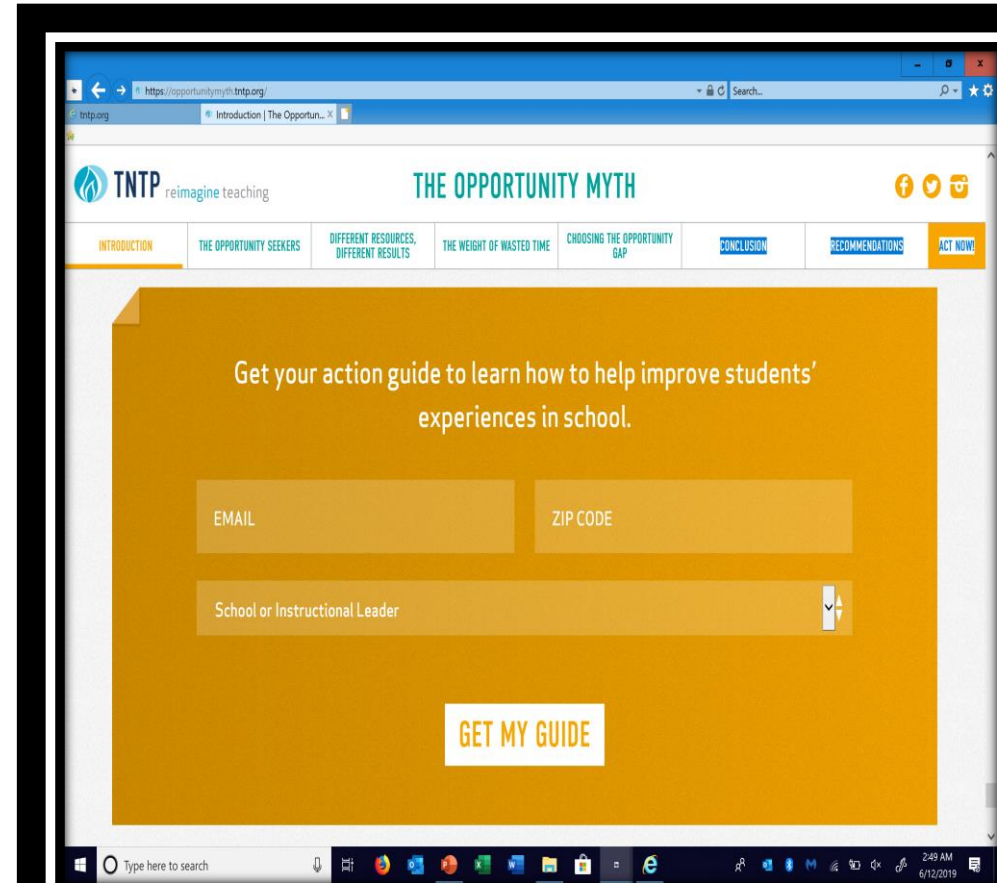 https://opportunitymyth.tntp.org/
Search...
tntp.org
Introduction | The Opportun...
TNTP reimagine teaching
THE OPPORTUNITY MYTH
INTRODUCTION
THE OPPORTUNITY SEEKERS
DIFFERENT RESOURCES,
DIFFERENT RESULTS
THE WEIGHT OF WASTED TIME
CHOOSING THE OPPORTUNITY
GAP
CONCLUSION
RECOMMENDATIONS
ACT NOW!
Get your action guide to learn how to help improve students’
experiences in school.
EMAIL
ZIP CODE
School or Instructional Leader
GET MY GUIDE
Type here to search
2:49 AM
6/12/2019